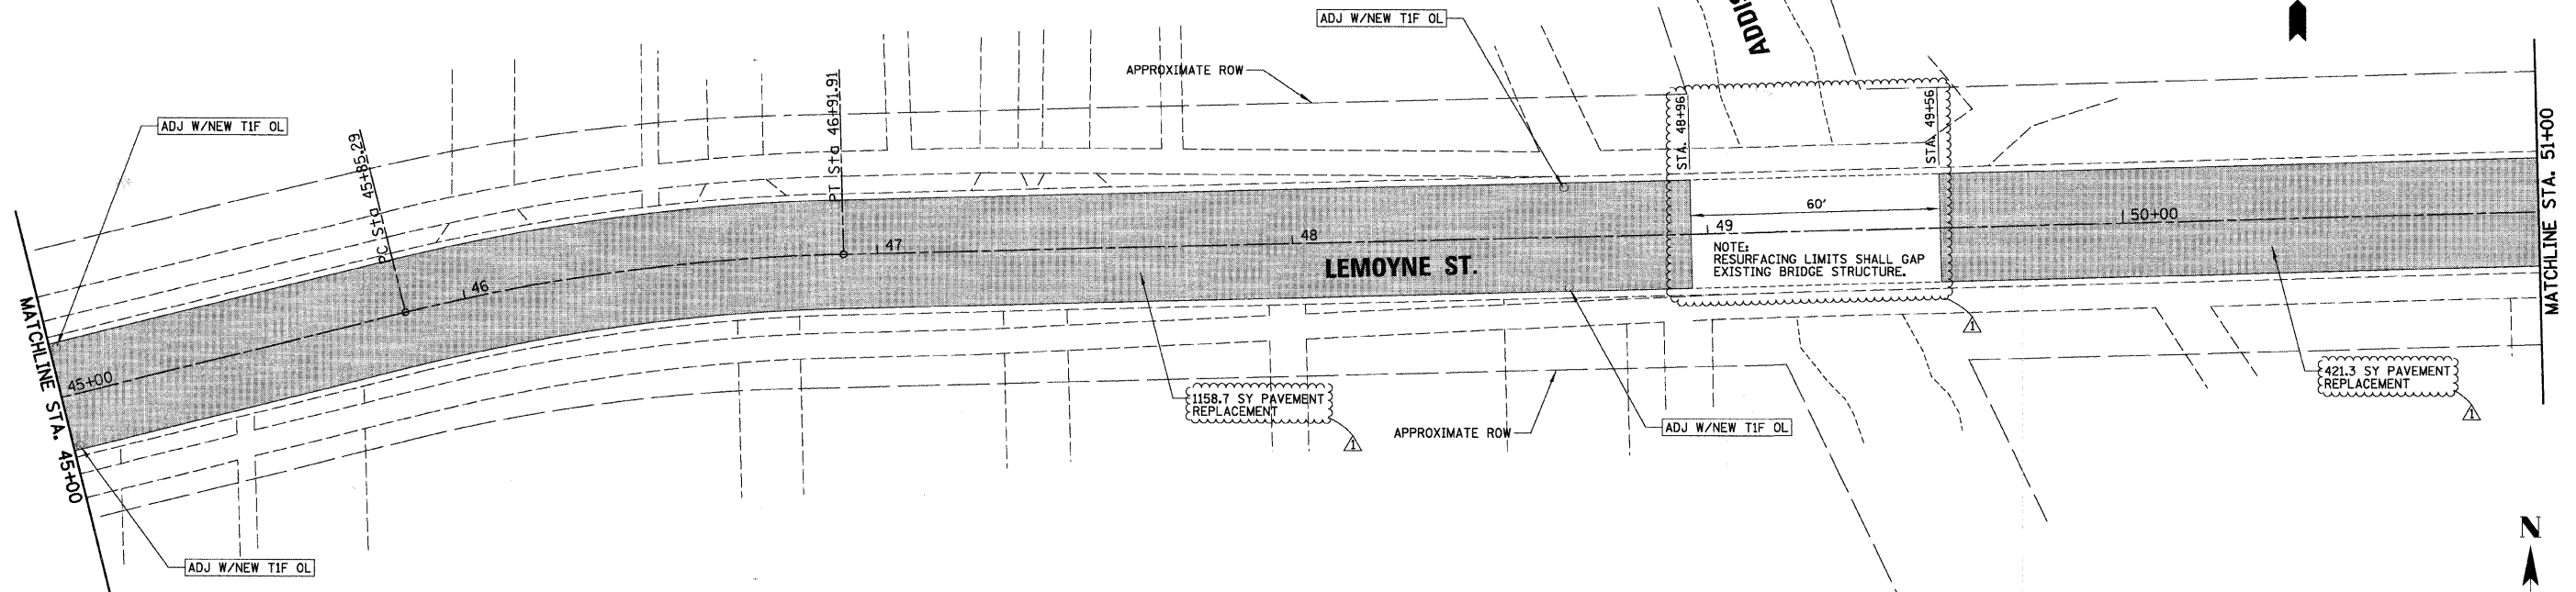 ADJ W/NEW T1F OL
APPROXIMATE ROW
ADJ W/NEW T1F OL
PC Sta 45+85.29
PT Sta 46+91.91
STA. 48+96
STA. 49+56
60'
45+00
46
47
48
49
50+00
LEMOYNE ST.
NOTE:
RESURFACING LIMITS SHALL GAP
EXISTING BRIDGE STRUCTURE.
MATCHLINE STA. 45+00
MATCHLINE STA. 51+00
1158.7 SY PAVEMENT
REPLACEMENT
1
APPROXIMATE ROW
ADJ W/NEW T1F OL
1
421.3 SY PAVEMENT
REPLACEMENT
1
ADJ W/NEW T1F OL
N